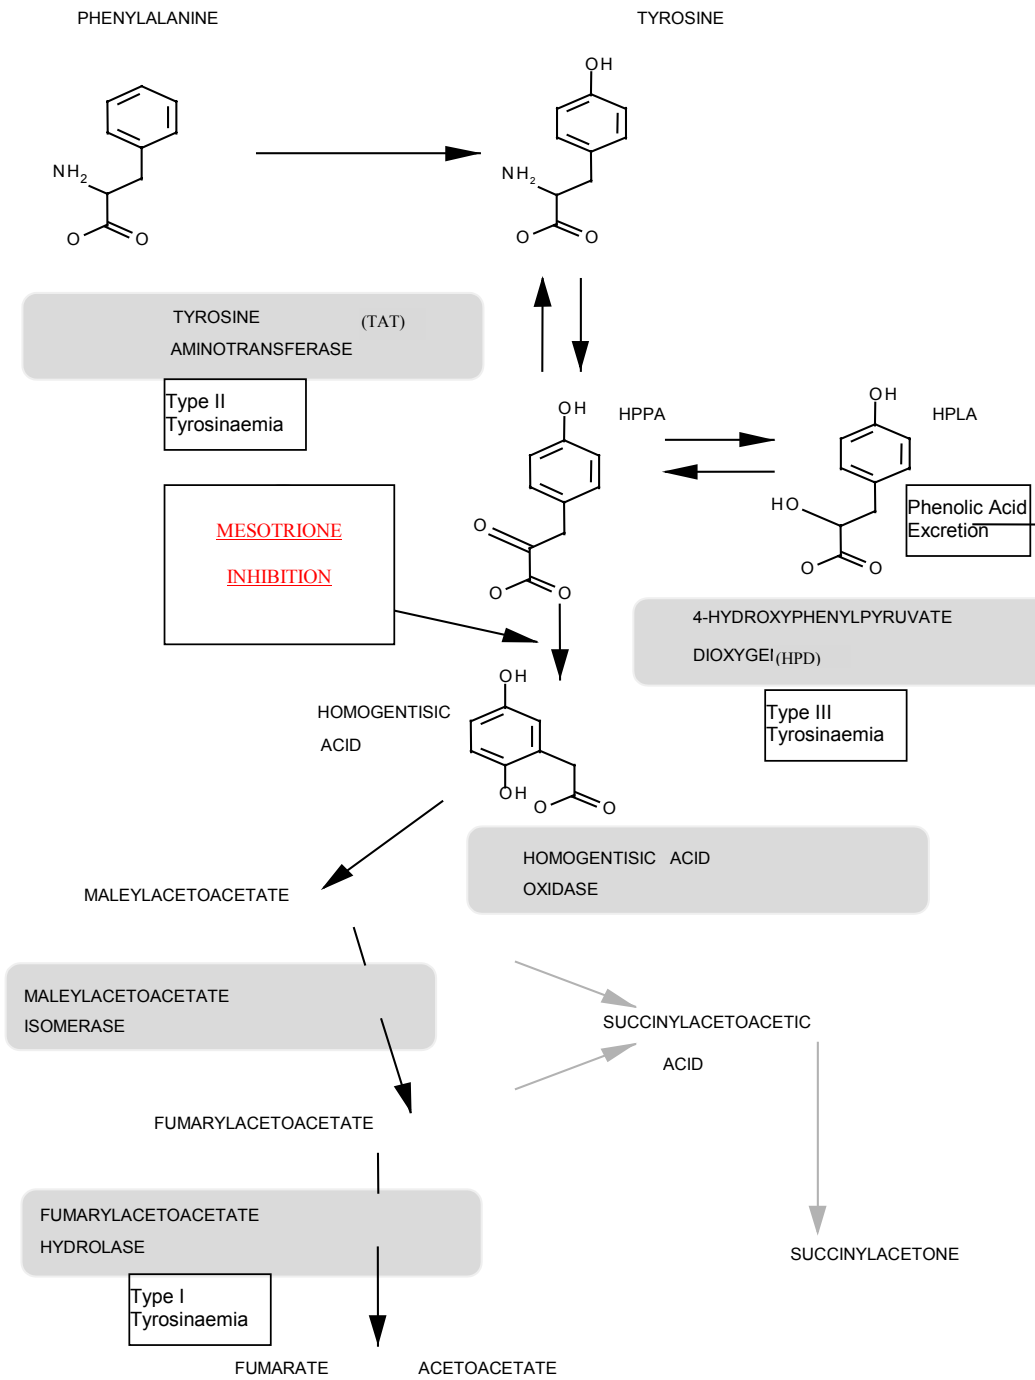 PHENYLALANINE
TYROSINE
OH
NH2
O
O
NH2
O
O
TYROSINE (TAT)
AMINOTRANSFERASE
Type II
Tyrosinaemia
OH
HPPA
O
O
O
OH
HPLA
HO
O
O
Phenolic Acid
Excretion
MESOTRIONE
INHIBITION
4-HYDROXYPHENYLPYRUVATE
DIOXYGEI(HPD)
Type III
Tyrosinaemia
HOMOGENTISIC
ACID
OH
OH
O
O
HOMOGENTISIC ACID
OXIDASE
MALEYLACETOACETATE
MALEYLACETOACETATE
ISOMERASE
SUCCINYLACETOACETIC
ACID
FUMARYLACETOACETATE
FUMARYLACETOACETATE
HYDROLASE
SUCCINYLACETONE
Type I
Tyrosinaemia
FUMARATE
ACETOACETATE